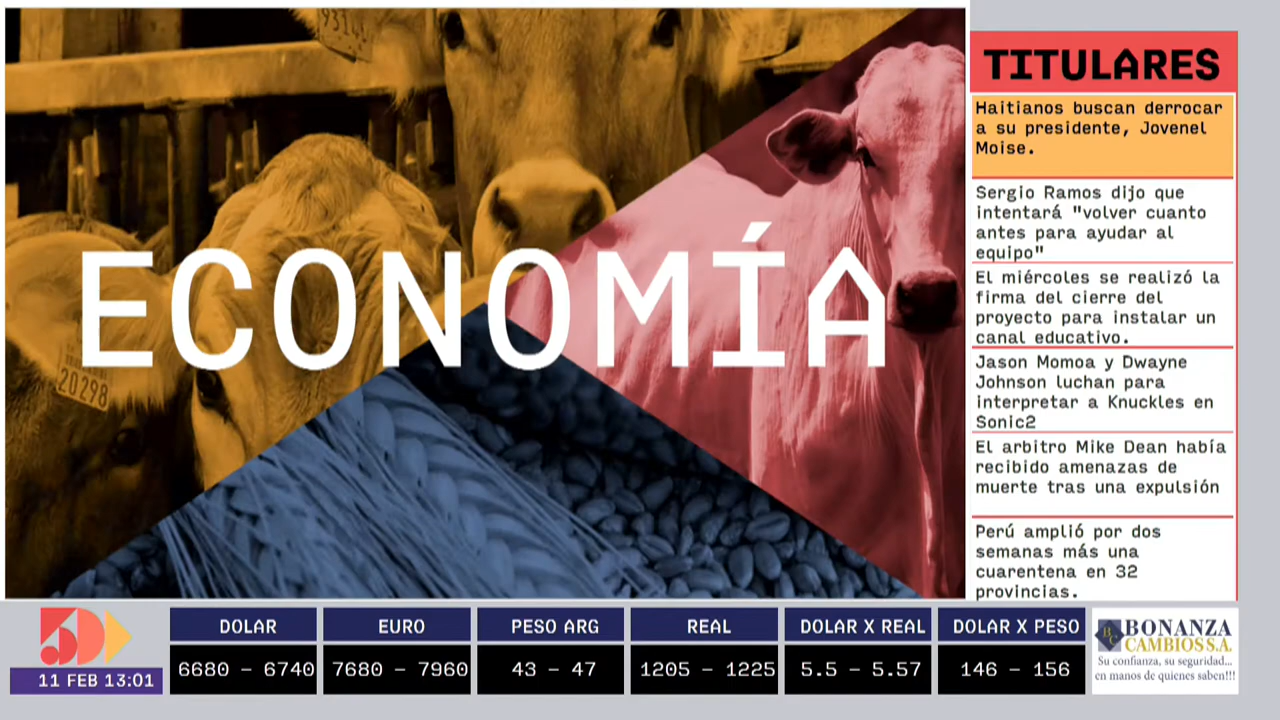 ECONOMÍA
20298
TITULARES
Haitianos buscan derrocar
a su presidente, Jovenel
Moise.
Sergio Ramos dijo que
intentará "volver cuanto
antes para ayudar al
equipo"
El miércoles se realizó la
firma del cierre del
proyecto para instalar un
canal educativo.
Jason Momoa y Dwayne
Johnson luchan para
interpretar a Knuckles en
Sonic2
El arbitro Mike Dean había
recibido amenazas de
muerte tras una expulsión
Perú amplió por dos
semanas más una
cuarentena en 32
provincias.
11 FEB 13:01
DOLAR
6680 - 6740
EURO
7680 - 7960
PESO ARG
43 - 47
REAL
1205 - 1225
DOLAR X REAL
5.5 - 5.57
DOLAR X PESO
146 - 156
BC
BONANZA
CAMBIOS S.A.
Su confianza, su seguridad...
en manos de quienes saben!!!